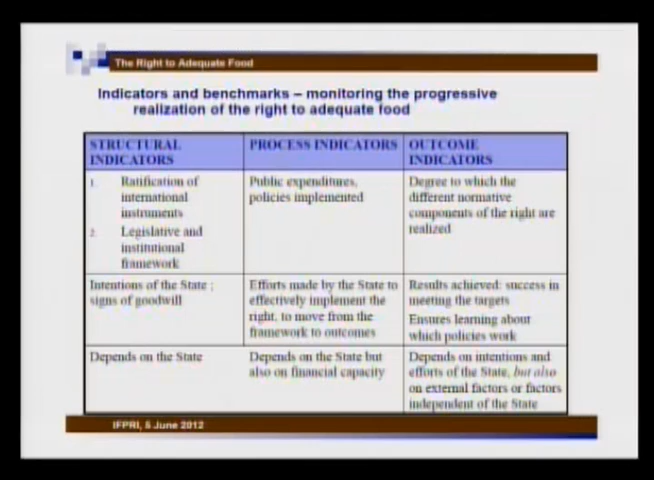 The Right to Adequate Food
Indicators and benchmarks – monitoring the progressive
realization of the right to adequate food
STRUCTURAL
INDICATORS
PROCESS INDICATORS
OUTCOME
INDICATORS
1. Ratification of
international
instruments
2. Legislative and
institutional
framework
Public expenditures,
policies implemented
Degree to which the
different normative
components of the right are
realized
Intentions of the State ;
signs of goodwill
Efforts made by the State to
effectively implement the
right, to move from the
framework to outcomes
Results achieved: success in
meeting the targets
Ensures learning about
which policies work
Depends on the State
Depends on the State but
also on financial capacity
Depends on intentions and
efforts of the State, but also
on external factors or factors
independent of the State
IFPRI, 5 June 2012